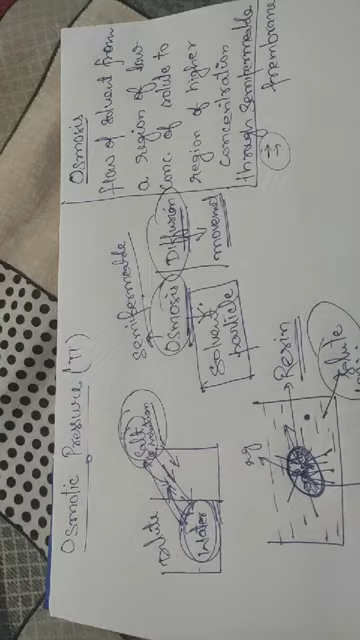 Osmotic Pressure (π)
Semipermeable
dilute
Salt
solution
Water
Osmosis
Diffusion
movement
Solvent
particle
Resin
solute
Osmosis
flow of solvent from
a region of low
conc of solute to
region of higher
concentration
through semipermeable
membrane
⇒